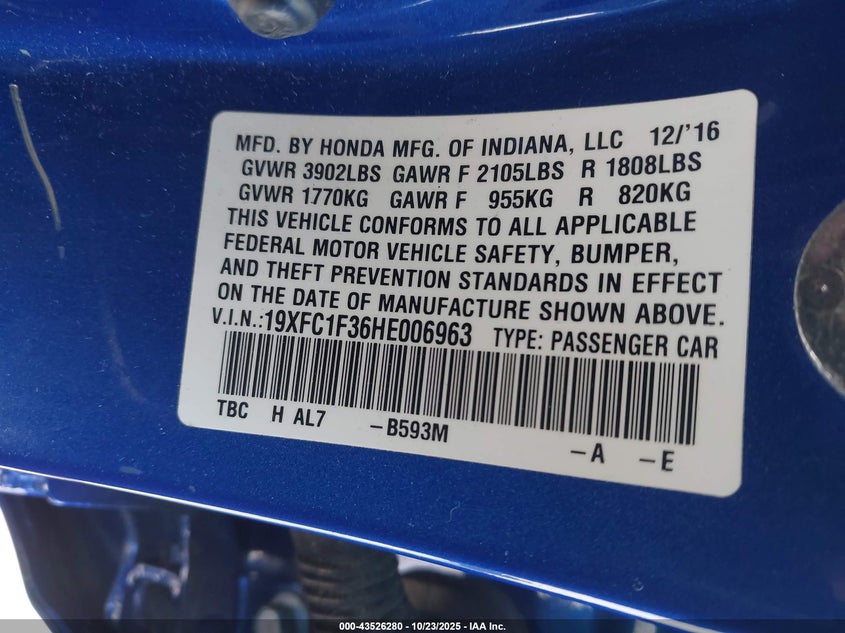 MFD. BY HONDA MFG. OF INDIANA, LLC 12/'16
GVWR 3902LBS GAWR F 2105LBS R 1808LBS
GVWR 1770KG GAWR F 955KG R 820KG
THIS VEHICLE CONFORMS TO ALL APPLICABLE
FEDERAL MOTOR VEHICLE SAFETY, BUMPER,
AND THEFT PREVENTION STANDARDS IN EFFECT
ON THE DATE OF MANUFACTURE SHOWN ABOVE.
V.I.N.:19XFC1F36HE006963 TYPE: PASSENGER CAR
TBC H AL7 -B593M -A -E
000-43526280 - 10/23/2025 - IAA Inc.